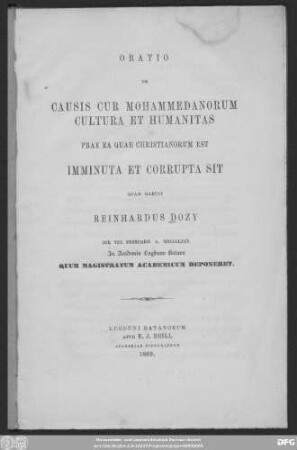 ORATIO
DE
CAUSIS CUR MOHAMMEDANORUM
CULTURA ET HUMANITAS
PRAE EA QUAE CHRISTIANORUM EST
IMMINUTA ET CORRUPTA SIT
QUAM HABUIT
REINHARDUS DOZY
DIE VIII FEBRUARII A. MDCCCLXIX
In Academia Lugduno Batava
QUUM MAGISTRATUM ACADEMICUM DEPONERET.
LUGDUNI BATAVORUM
APUD E. J. BRILL
ACADEMIAE TYPOGRAPHUM
1869.
DFG